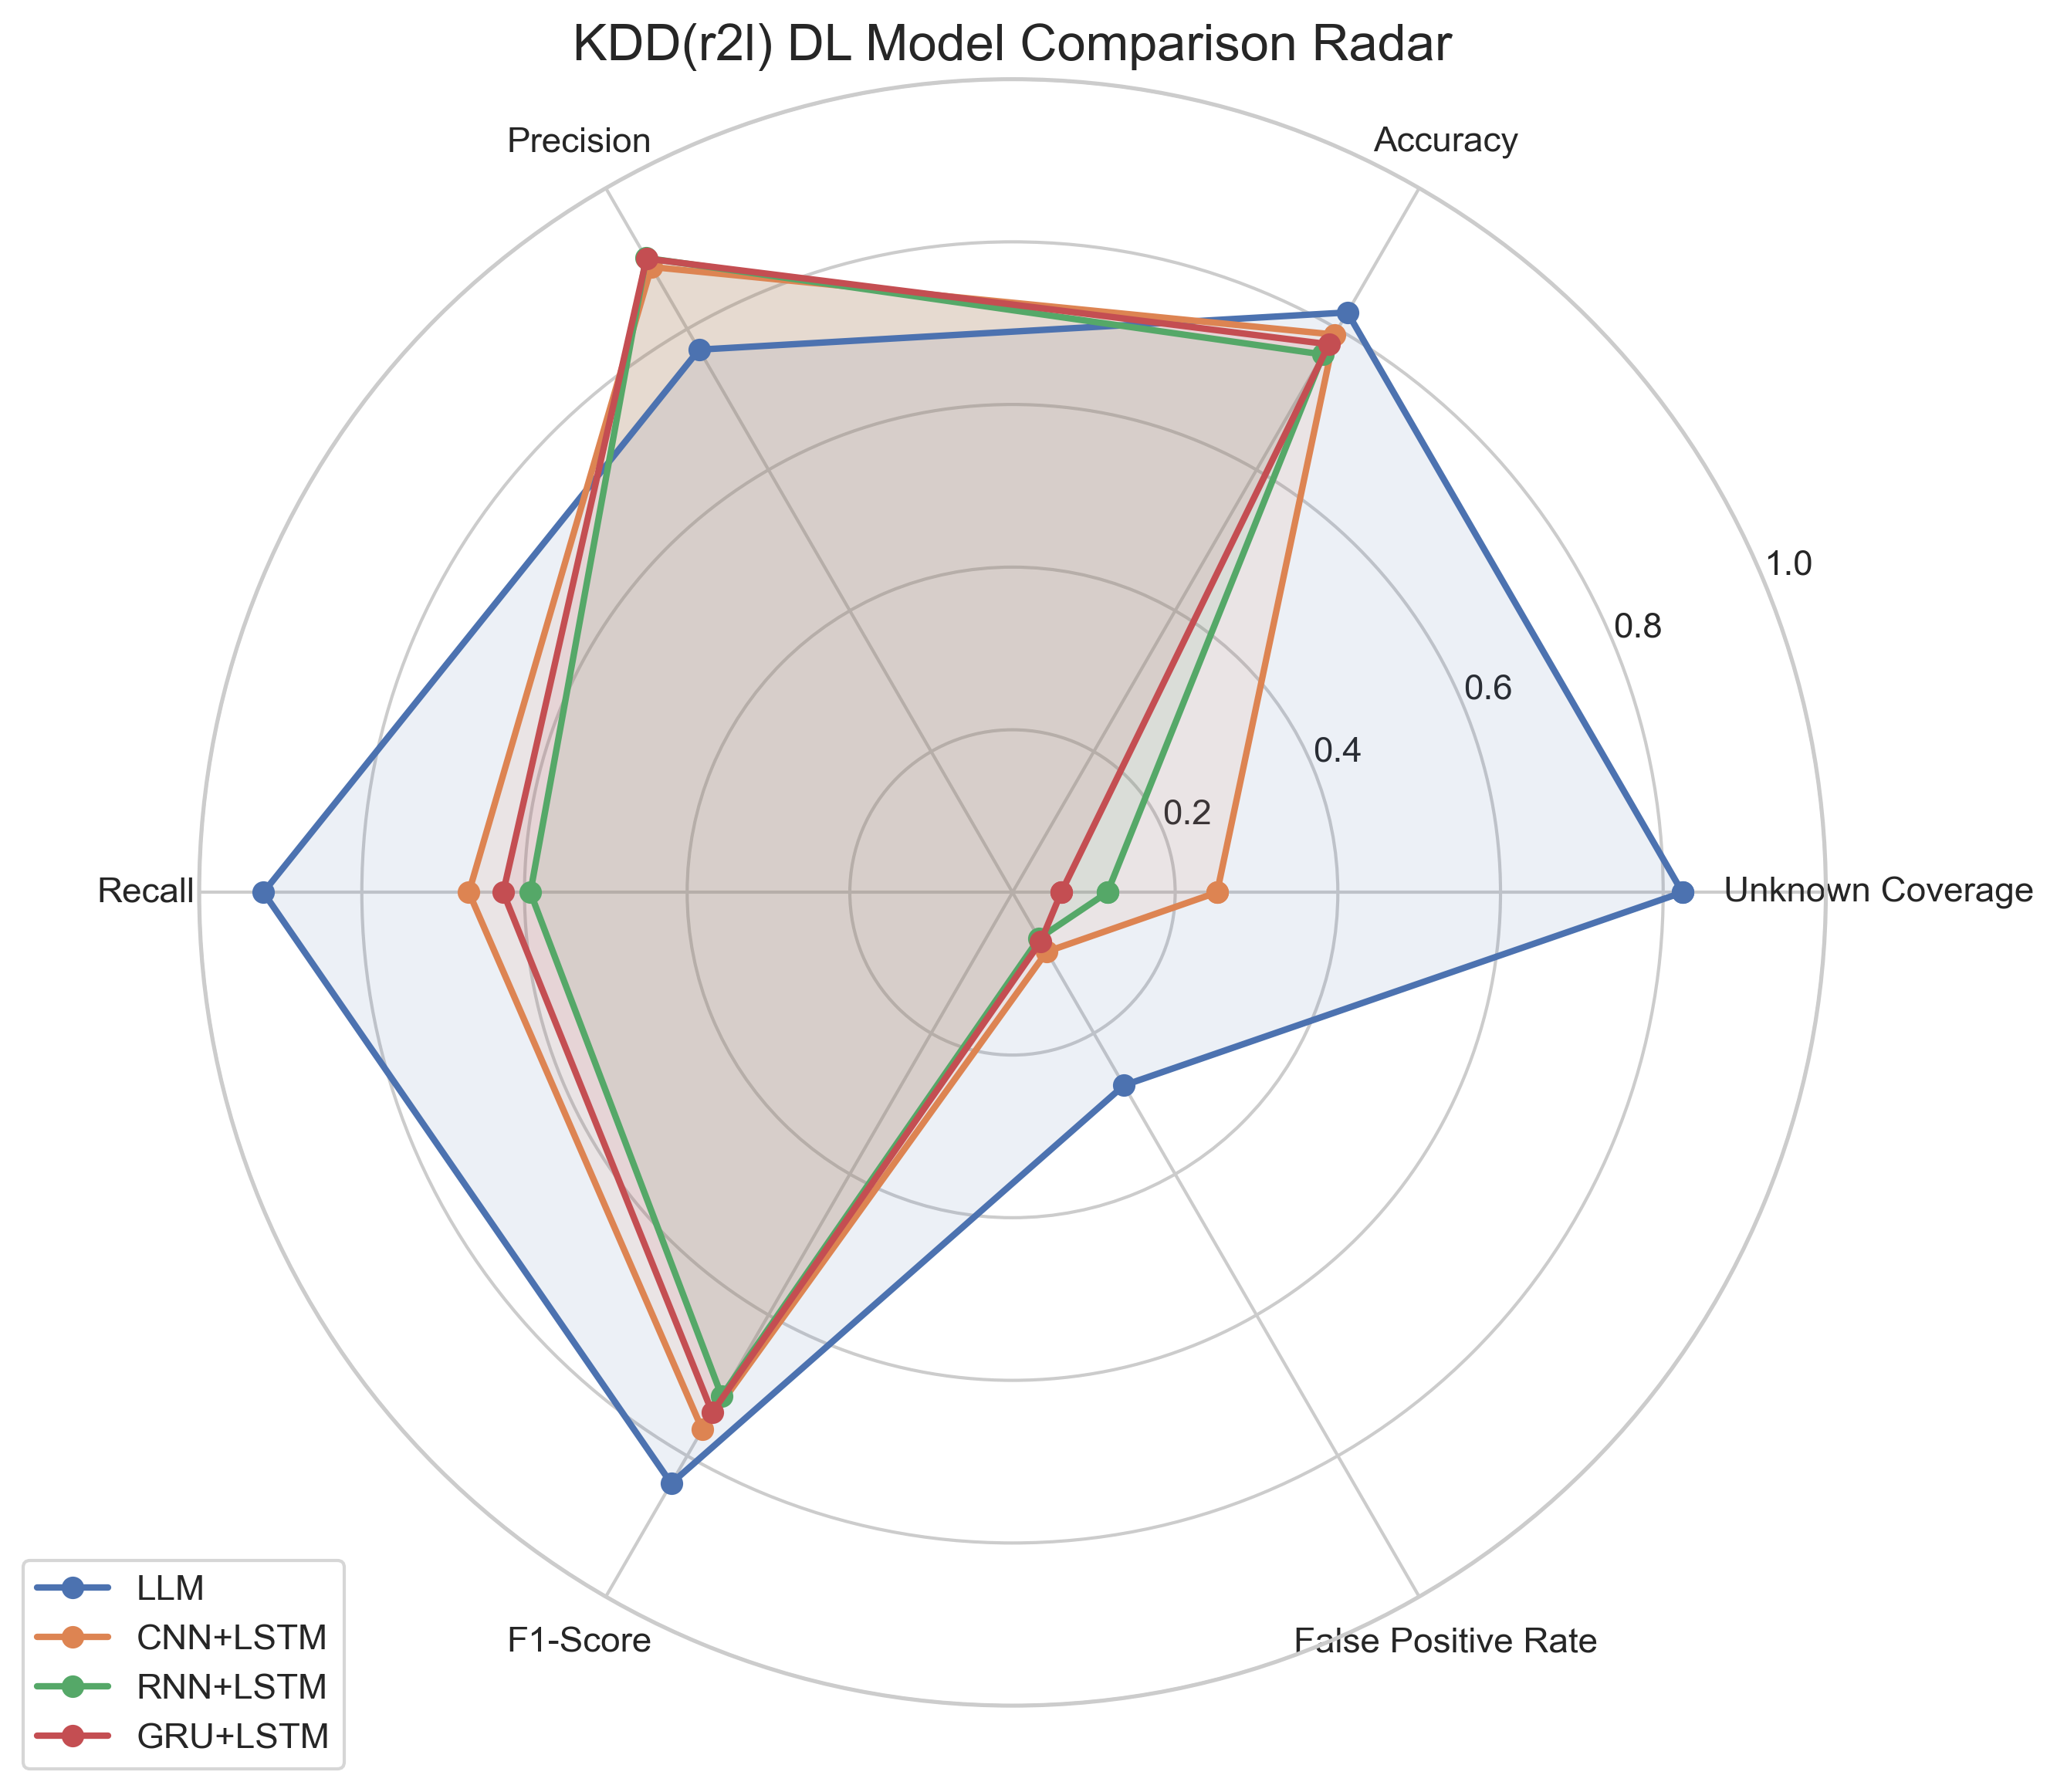 KDD(r2l) DL Model Comparison Radar
Precision
Accuracy
1.0
0.8
0.6
0.4
0.2
Recall
Unknown Coverage
F1-Score
False Positive Rate
LLM
CNN+LSTM
RNN+LSTM
GRU+LSTM